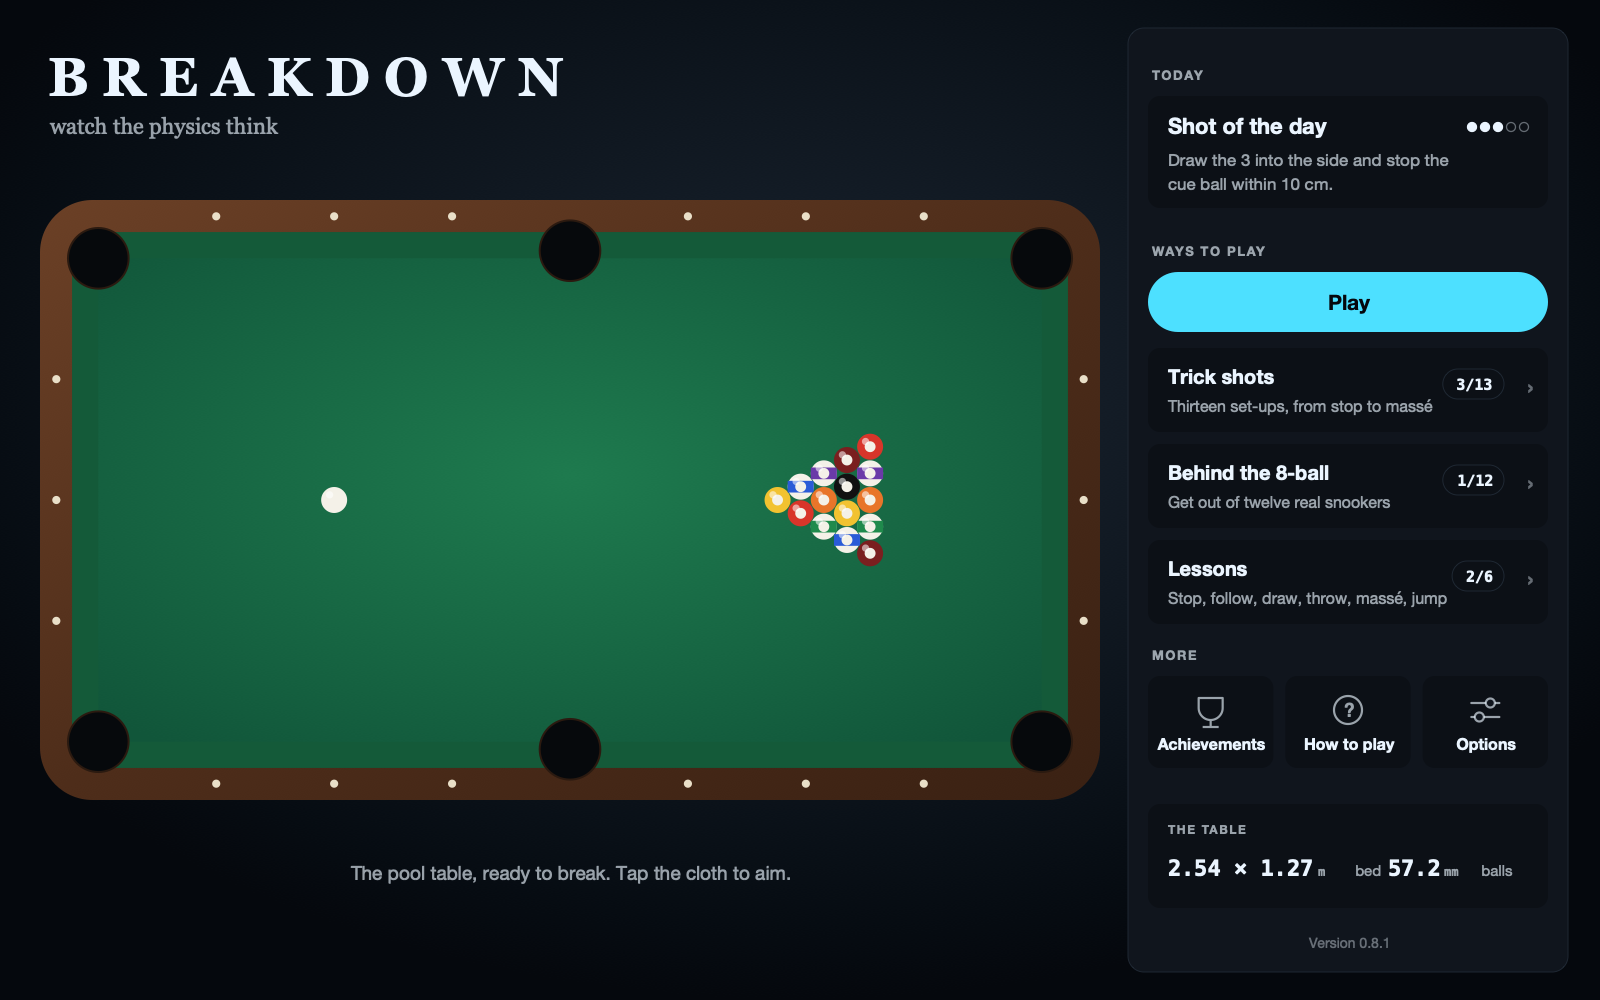 BREAKDOWN
watch the physics think
The pool table, ready to break. Tap the cloth to aim.
TODAY
Shot of the day
Draw the 3 into the side and stop the
cue ball within 10 cm.
WAYS TO PLAY
Play
Trick shots
3/13
Thirteen set-ups, from stop to massé
Behind the 8-ball
1/12
Get out of twelve real snookers
Lessons
2/6
Stop, follow, draw, throw, massé, jump
MORE
Achievements
?
How to play
Options
THE TABLE
2.54 × 1.27 m bed 57.2 mm balls
Version 0.8.1